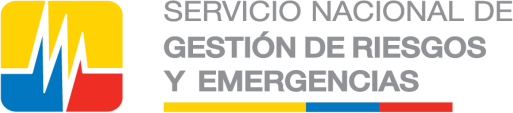 SERVICIO NACIONAL DE
GESTIÓN DE RIESGOS
Y EMERGENCIAS